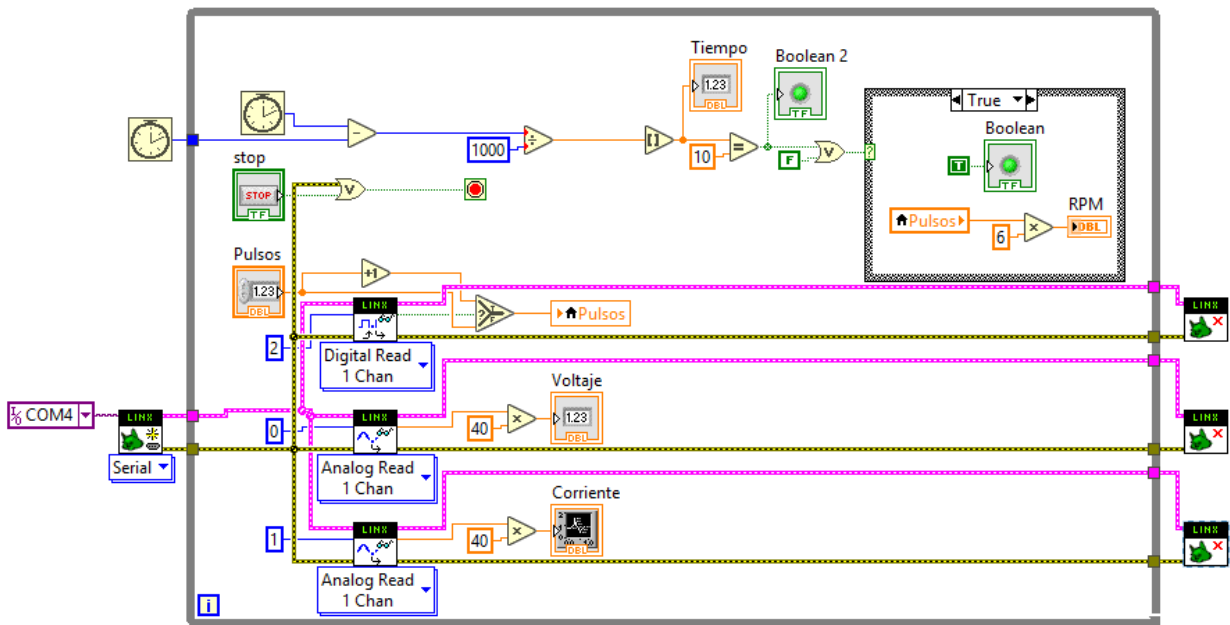 Tiempo
1.23
DBL
Boolean 2
TF
True
Boolean
T
TF
1000
[]
10
=
F
V
?
stop
STOP
TF
V
Pulsos
RPM
6
×
DBL
Pulsos
1.23
DBL
+1
?
T
F
Pulsos
LINX
2
Digital Read
1 Chan
LINX
COM4
LINX
Serial
0
LINX
Analog Read
1 Chan
40
×
Voltaje
1.23
DBL
LINX
1
LINX
Analog Read
1 Chan
40
×
Corriente
DBL
LINX
i